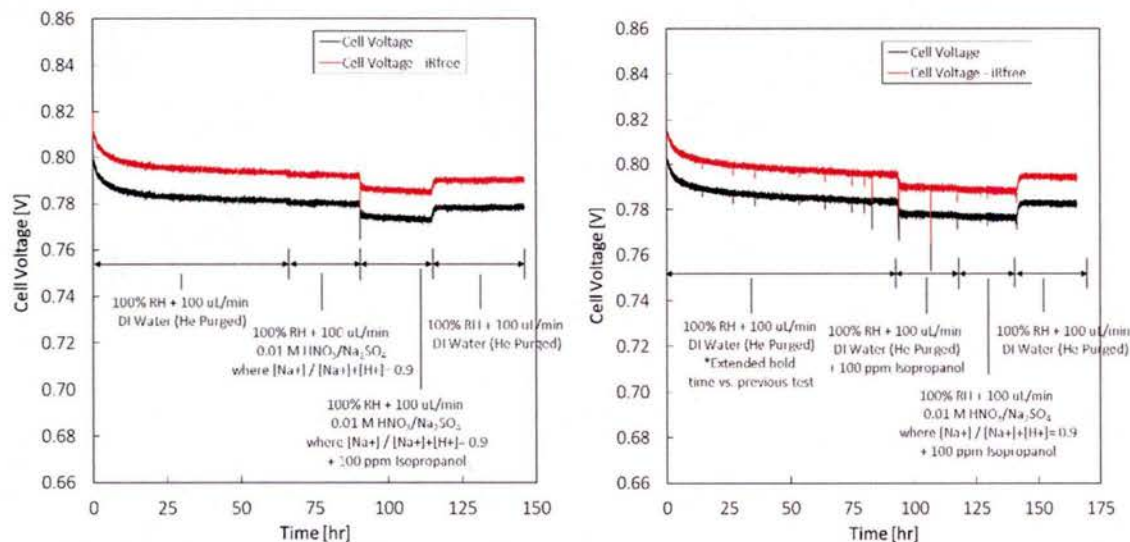 0.86
0.84
0.82
0.80
0.78
0.76
0.74
0.72
0.70
0.68
0.66
Cell Voltage [V]
Cell Voltage
Cell Voltage - iRfree
100% RH + 100 uL/min
DI Water (He Purged)
100% RH + 100 uL/min
0.01 M HNO₃/Na₂SO₄
where [Na+] / [Na+]+[H+]= 0.9
100% RH + 100 uL/min
0.01 M HNO₃/Na₂SO₄
where [Na+] / [Na+]+[H+]= 0.9
+ 100 ppm Isopropanol
100% RH + 100 uL/min
DI Water (He Purged)
0 25 50 75 100 125 150
Time [hr]
0.86
0.84
0.82
0.80
0.78
0.76
0.74
0.72
0.70
0.68
0.66
Cell Voltage [V]
Cell Voltage
Cell Voltage - iRfree
100% RH + 100 uL/min
DI Water (He Purged)
*Extended hold
time vs. previous test
100% RH + 100 uL/min
DI Water (He Purged)
+ 100 ppm Isopropanol
100% RH + 100 uL/min
0.01 M HNO₃/Na₂SO₄
where [Na+] / [Na+]+[H+]= 0.9
+ 100 ppm Isopropanol
100% RH + 100 uL/min
DI Water (He Purged)
0 25 50 75 100 125 150 175
Time [hr]